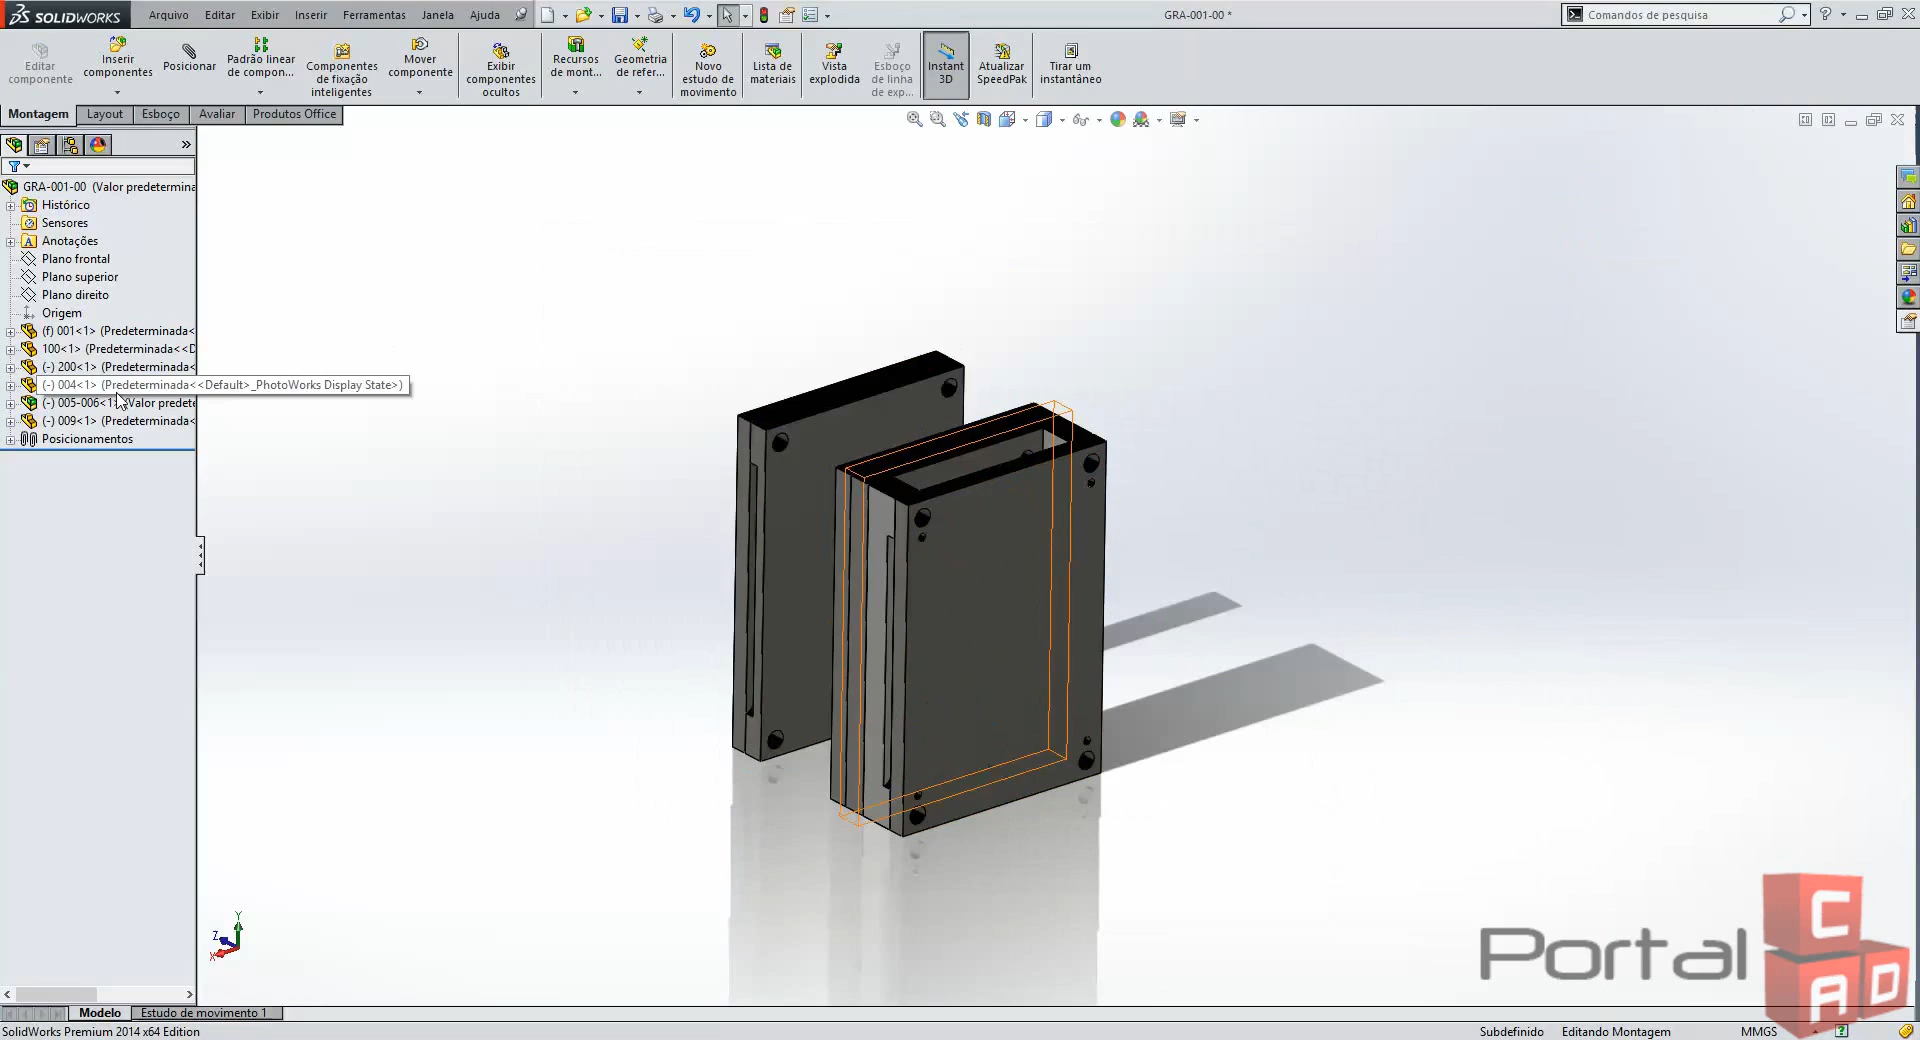 SOLIDWORKS
Arquivo Editar Exibir Inserir Ferramentas Janela Ajuda
GRA-001-00 *
Comandos de pesquisa
Editar componente
Inserir componentes
Posicionar
Padrão linear de compon...
Componentes de fixação inteligentes
Mover componente
Exibir componentes ocultos
Recursos de mont...
Geometria de refer...
Novo estudo de movimento
Lista de materiais
Vista explodida
Esboço de linha de exp...
Instant 3D
Atualizar SpeedPak
Tirar um instantâneo
Montagem Layout Esboço Avaliar Produtos Office
GRA-001-00 (Valor predetermina
Histórico
Sensores
Anotações
Plano frontal
Plano superior
Plano direito
Origem
(f) 001<1> (Predeterminada<
100<1> (Predeterminada<<D
(-) 200<1> (Predeterminada<
(-) 004<1> (Predeterminada<<Default>_PhotoWorks Display State>)
(-) 005-006<1> (Valor predete
(-) 009<1> (Predeterminada<
Posicionamentos
Y
Z
X
Portal
CAD
Modelo Estudo de movimento 1
SolidWorks Premium 2014 x64 Edition
Subdefinido Editando Montagem MMGS